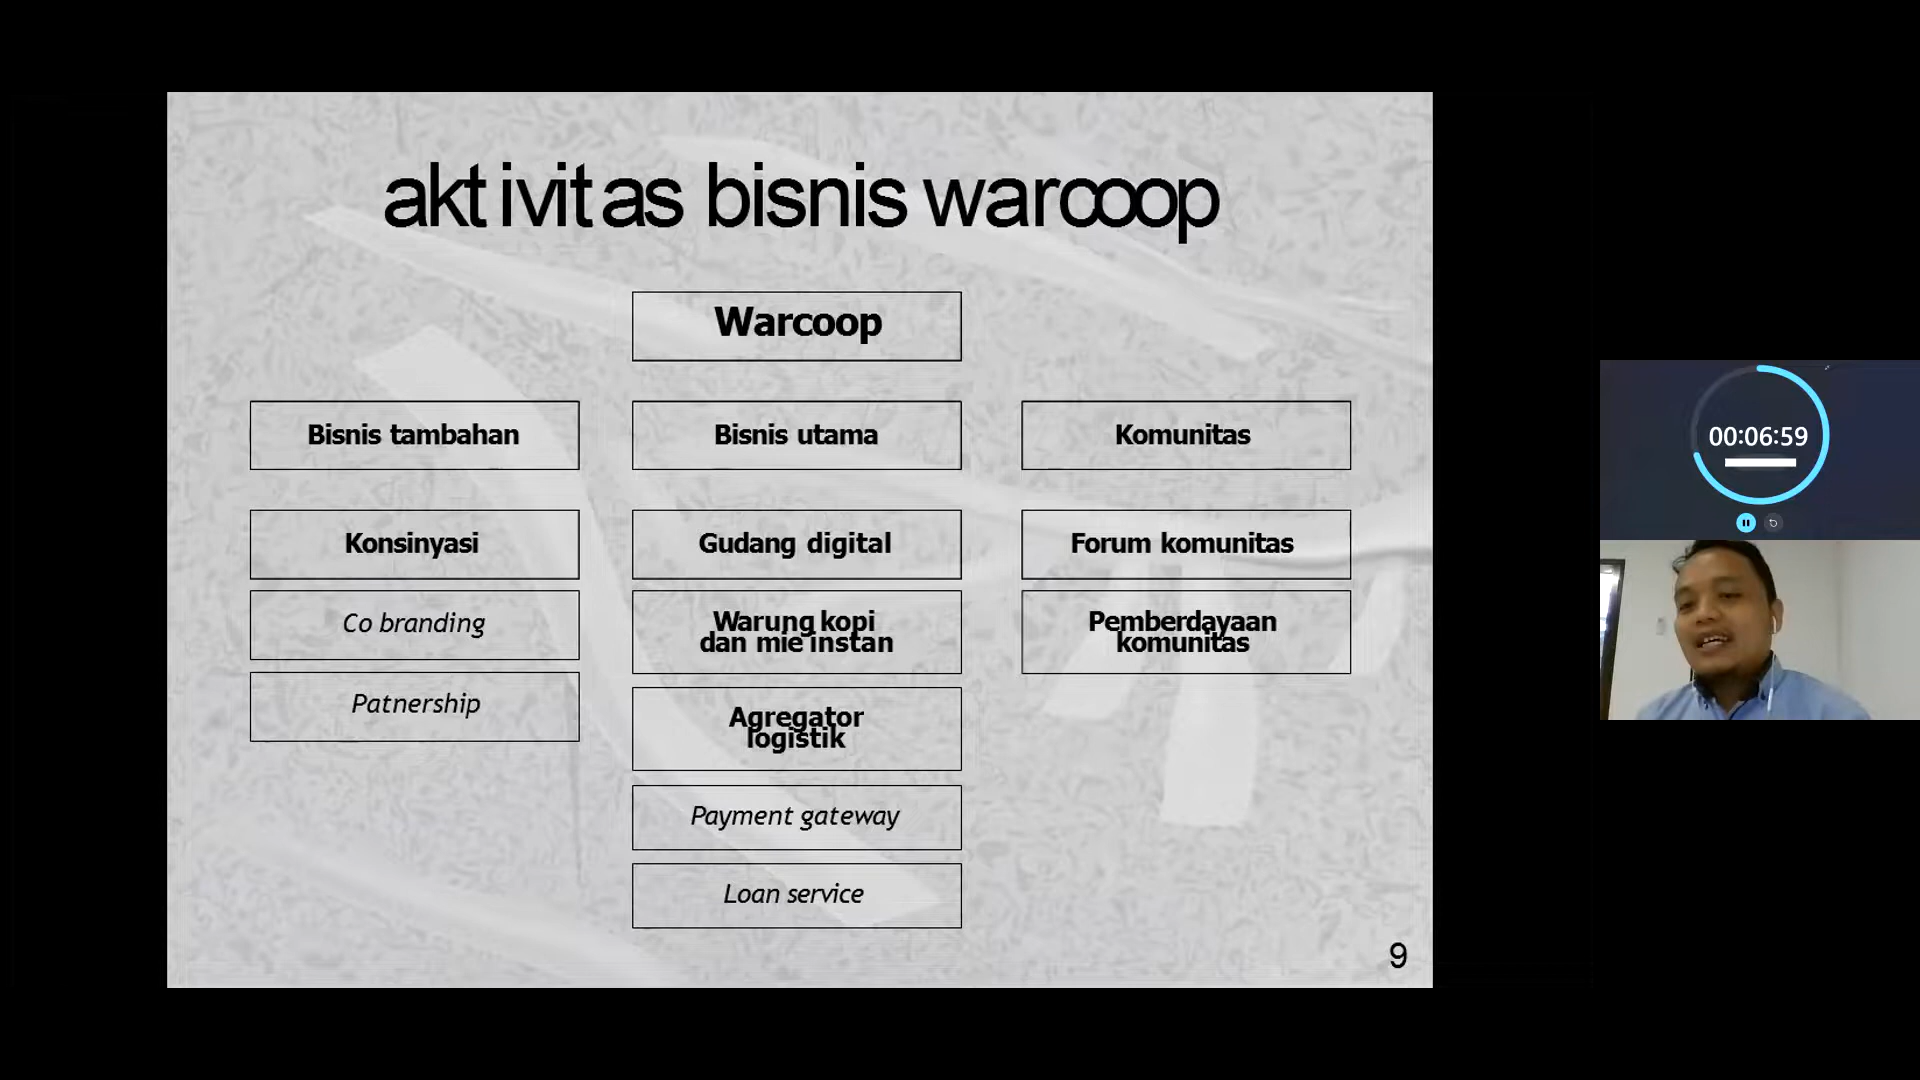 aktivitas bisnis warcoop
Warcoop
Bisnis tambahan
Bisnis utama
Komunitas
Konsinyasi
Gudang digital
Forum komunitas
Co branding
Warung kopi
dan mie instan
Pemberdayaan
komunitas
Patnership
Agregator
logistik
Payment gateway
Loan service
9
00:06:59